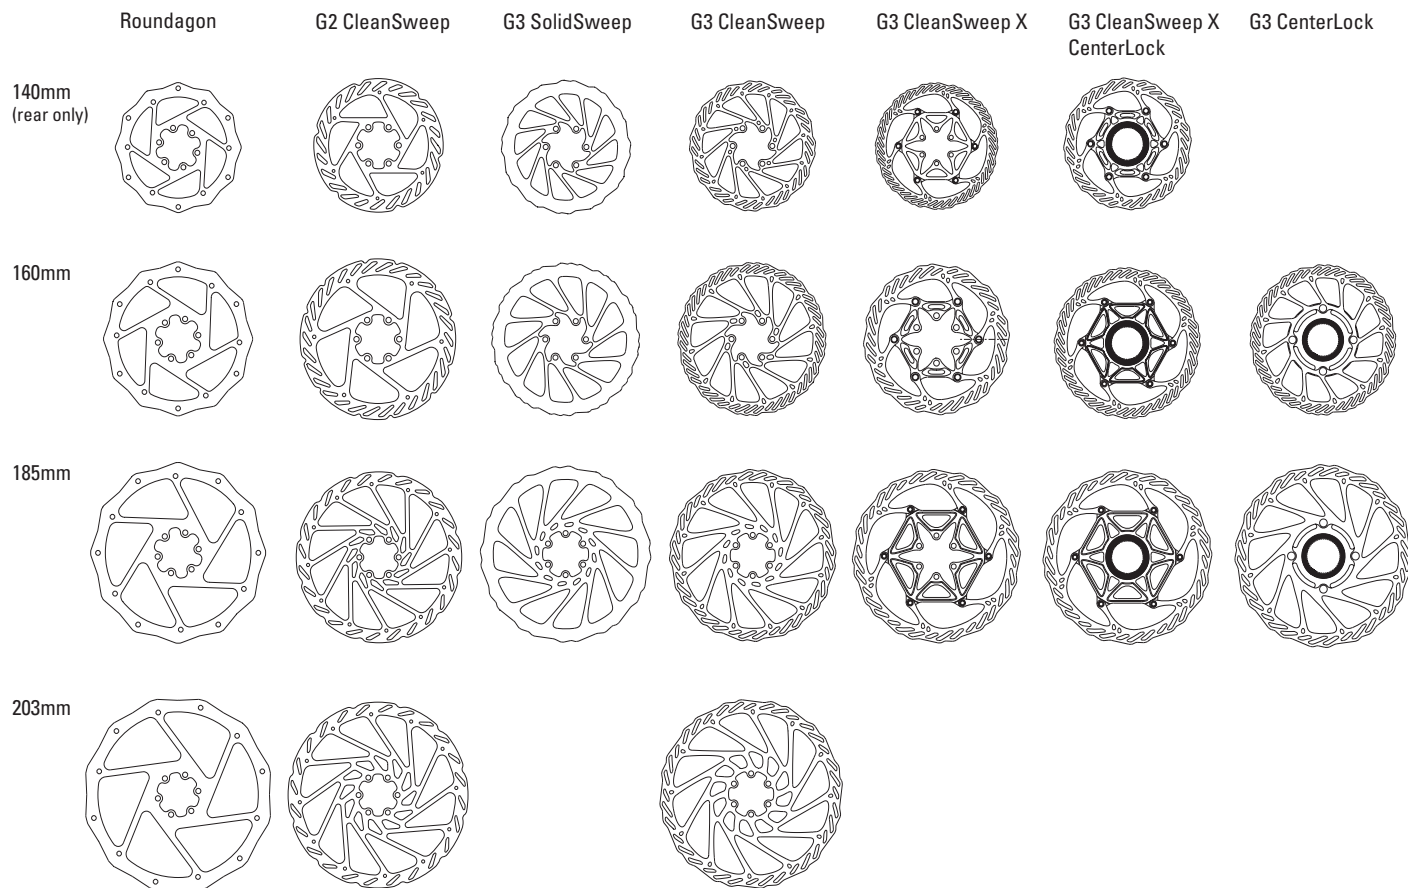 Roundagon
G2 CleanSweep
G3 SolidSweep
G3 CleanSweep
G3 CleanSweep X
G3 CleanSweep X
CenterLock
G3 CenterLock
140mm
(rear only)
160mm
185mm
203mm